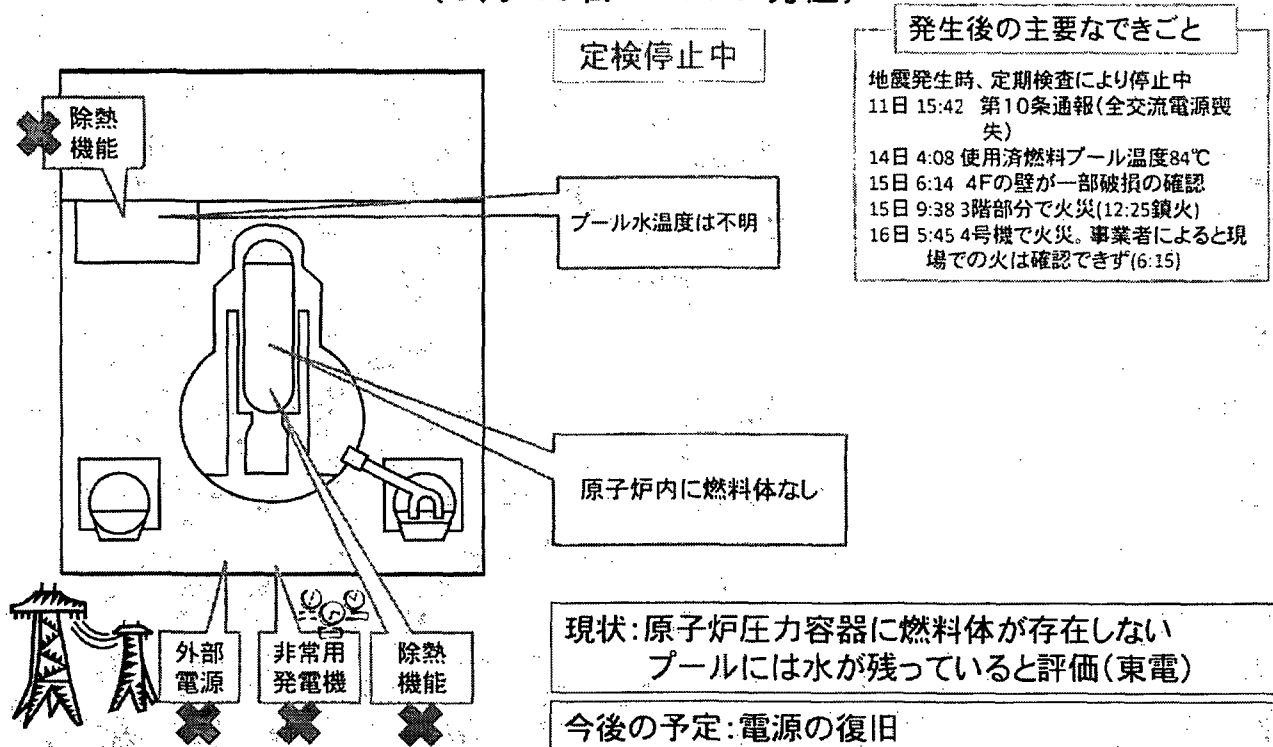 定検停止中
発生後の主要なできごと
地震発生時、定期検査により停止中
11日 15:42 第10条通報(全交流電源喪
失)
14日 4:08 使用済燃料プール温度84℃
15日 6:14 4Fの壁が一部破損の確認
15日 9:38 3階部分で火災(12:25鎮火)
16日 5:45 4号機で火災。事業者によると現
場での火は確認できず(6:15)
除熱
機能
プール水温度は不明
原子炉内に燃料体なし
外部
電源
非常用
発電機
除熱
機能
現状:原子炉圧力容器に燃料体が存在しない
プールには水が残っていると評価(東電)
今後の予定:電源の復旧